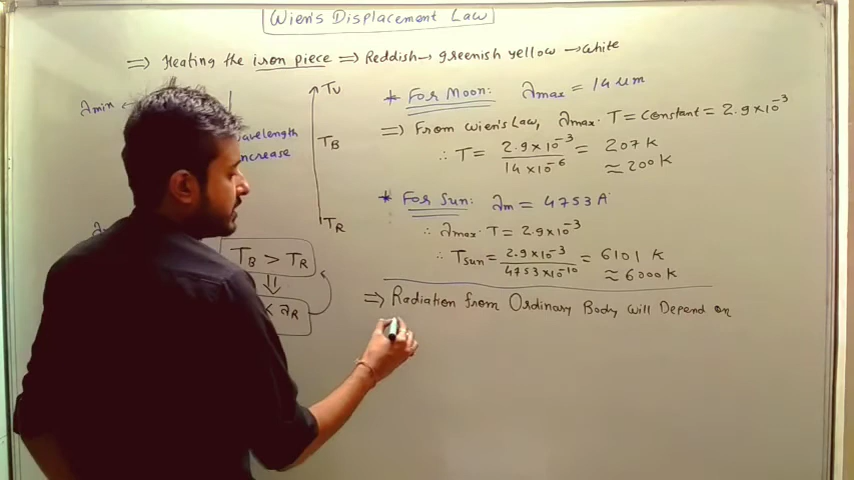 Wien's Displacement Law
=> Heating the iron piece => Reddish → greenish yellow → white
λmin ←
wavelength
increase
Tv
TB
TR
TB > TR
⇓
< λR
* For Moon: λmax = 14 μm
=> From Wien's Law, λmax. T = Constant = 2.9×10⁻³
∴ T = 2.9×10⁻³ / 14×10⁻⁶ = 207 K
≈ 200K
* For Sun: λm = 4753 A°
∴ λmax. T = 2.9×10⁻³
∴ Tsun = 2.9×10⁻³ / 4753×10⁻¹⁰ = 6101 K
≈ 6000K
=> Radiation from Ordinary Body will Depend on